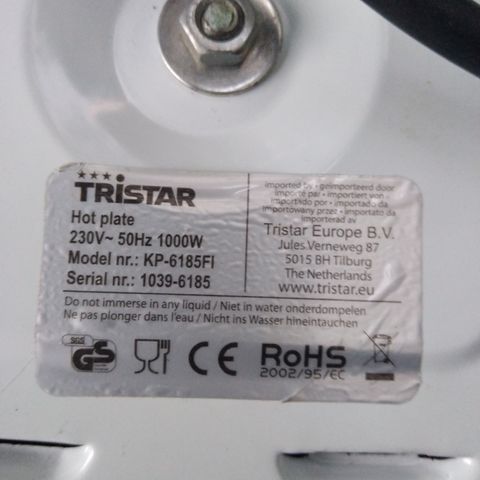 TRISTAR
Hot plate
230V~ 50Hz 1000W
Model nr.: KP-6185FI
Serial nr.: 1039-6185
imported by • geïmporteerd door
importé par • importiert von
importado por • importado da
importowany przez • importato da
importerad av
Tristar Europe B.V.
Jules Verneweg 87
5015 BH Tilburg
The Netherlands
www.tristar.eu
Do not immerse in any liquid / Niet in water onderdompelen
Ne pas plonger dans l'eau / Nicht ins Wasser hineintauchen
SGS
GS
CE
RoHS
2002/95/EC